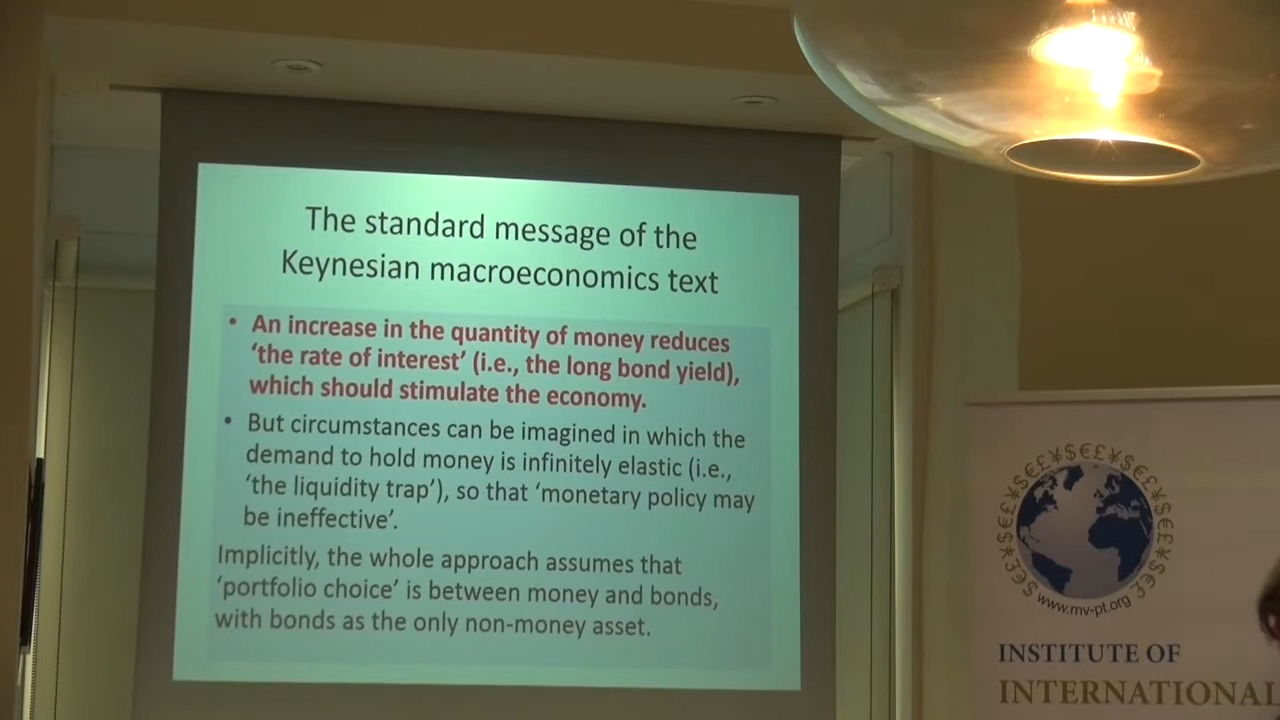 The standard message of the
Keynesian macroeconomics text
• An increase in the quantity of money reduces
‘the rate of interest’ (i.e., the long bond yield),
which should stimulate the economy.
• But circumstances can be imagined in which the
demand to hold money is infinitely elastic (i.e.,
‘the liquidity trap’), so that ‘monetary policy may
be ineffective’.
Implicitly, the whole approach assumes that
‘portfolio choice’ is between money and bonds,
with bonds as the only non-money asset.
www.mv-pt.org
INSTITUTE OF
INTERNATIONAL